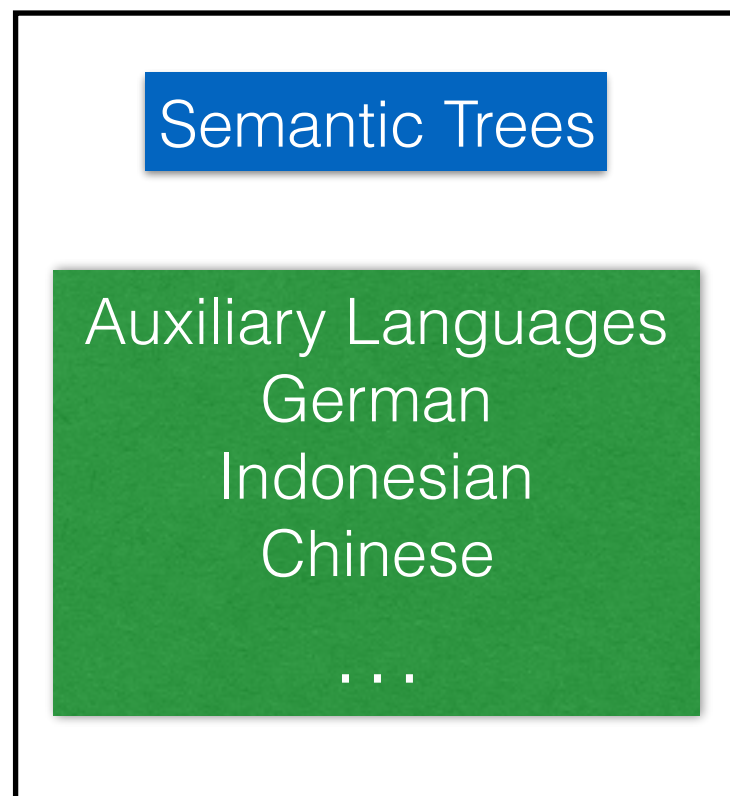 Semantic Trees
Auxiliary Languages
German
Indonesian
Chinese
...